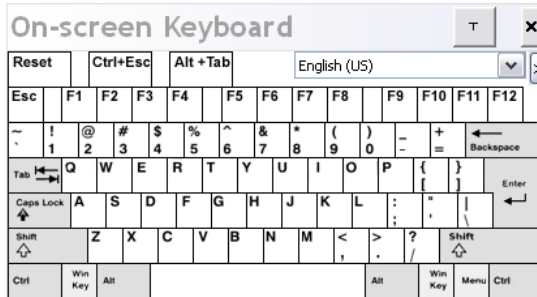 On-screen Keyboard T x
Reset Ctrl+Esc Alt +Tab English (US)
Esc F1 F2 F3 F4 F5 F6 F7 F8 F9 F10 F11 F12
~ ! @ # $ % ^ & * ( ) _ +
` 1 2 3 4 5 6 7 8 9 0 - = Backspace
Tab Q W E R T Y U I O P { }
[ ] Enter
Caps Lock A S D F G H J K L : " |
; ' \
Shift Z X C V B N M < > ? Shift
, . /
Ctrl Win Key Alt Alt Win Key Menu Ctrl